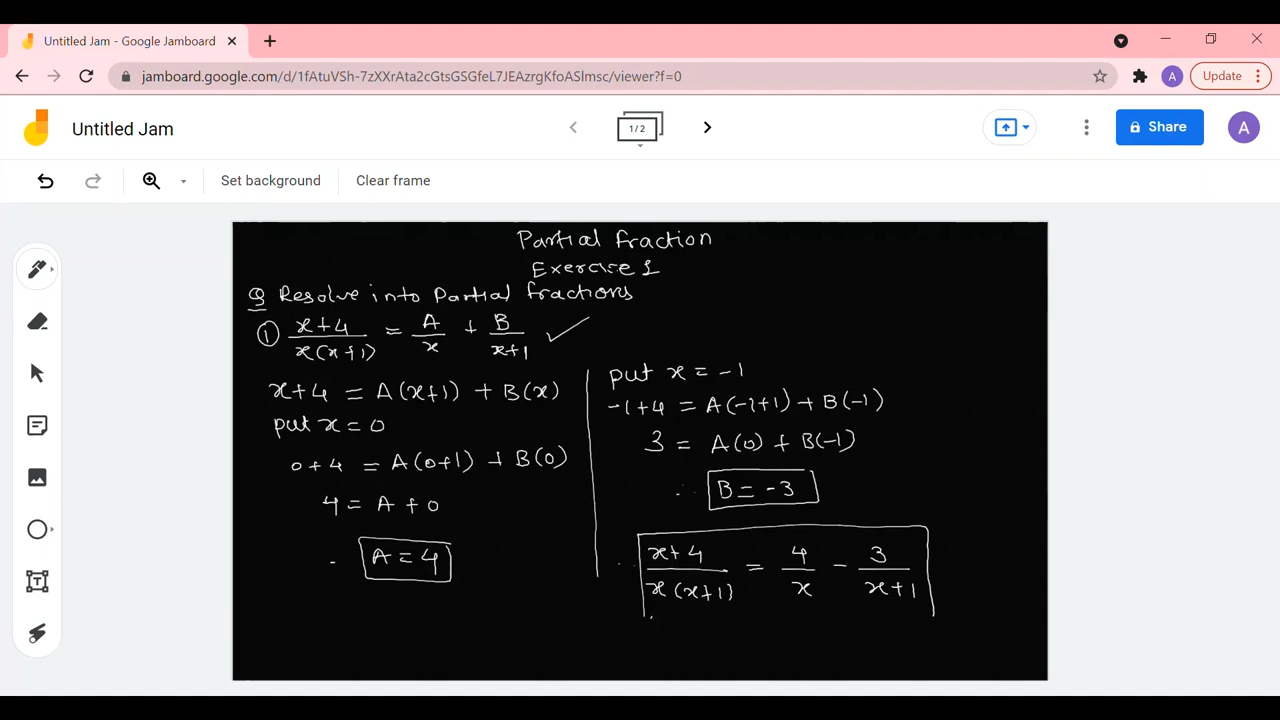 Untitled Jam - Google Jamboard
jamboard.google.com/d/1fAtuVSh-7zXXrAta2cGtsGSGfeL7JEAzrgKfoASlmsc/viewer?f=0
A
Update
Untitled Jam
1/2
Share
A
Set background
Clear frame
Partial Fraction
Exercise 1
Q Resolve into Partial fractions
① x+4/x(x+1) = A/x + B/x+1 ✓
x+4 = A(x+1) + B(x)
put x = 0
0+4 = A(0+1) + B(0)
4 = A + 0
. A = 4
put x = -1
-1+4 = A(-1+1) + B(-1)
3 = A(0) + B(-1)
∴ B = -3
∴ x+4/x(x+1) = 4/x - 3/x+1